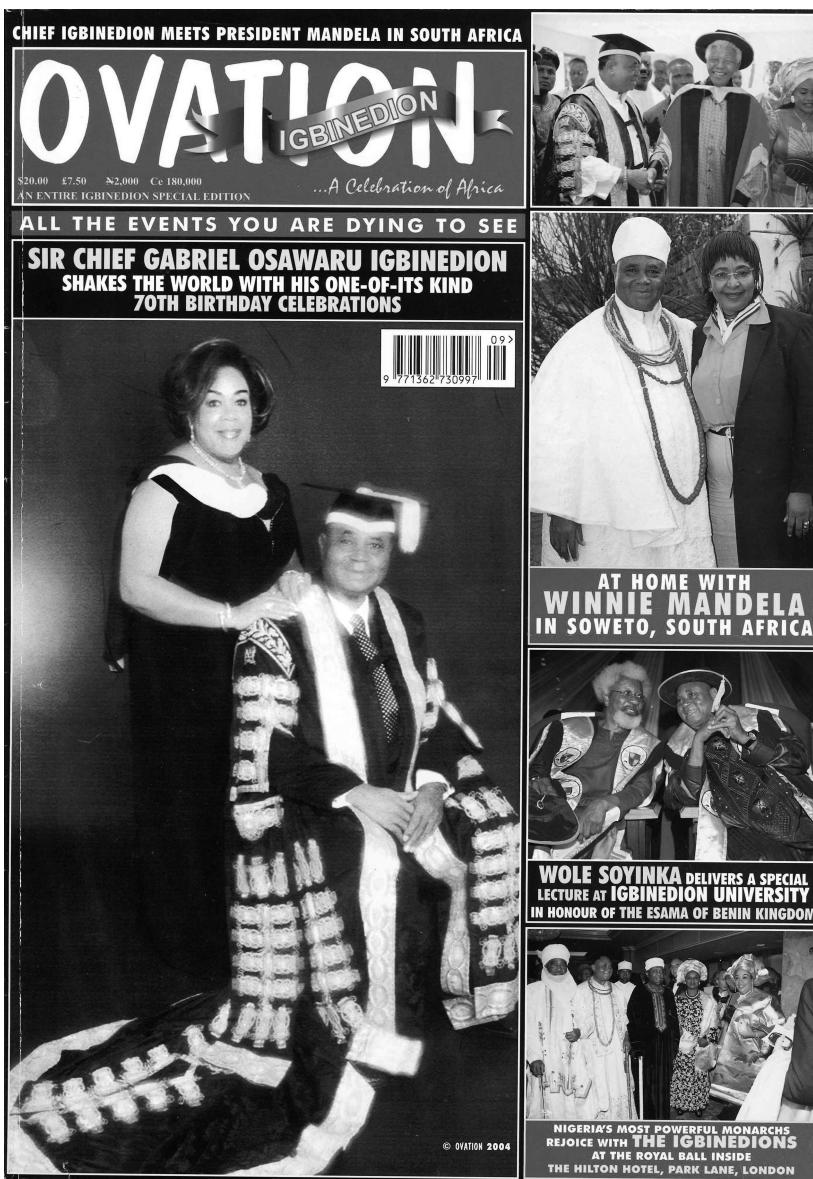 CHIEF IGBINEDION MEETS PRESIDENT MANDELA IN SOUTH AFRICA
OVATION
IGBINEDION
$20.00 £7.50 ₦2,000 Ce 180,000
...A Celebration of Africa
AN ENTIRE IGBINEDION SPECIAL EDITION
ALL THE EVENTS YOU ARE DYING TO SEE
SIR CHIEF GABRIEL OSAWARU IGBINEDION
SHAKES THE WORLD WITH HIS ONE-OF-ITS KIND
70TH BIRTHDAY CELEBRATIONS
09>
9 771362 730997
© OVATION 2004
AT HOME WITH
WINNIE MANDELA
IN SOWETO, SOUTH AFRICA
WOLE SOYINKA DELIVERS A SPECIAL
LECTURE AT IGBINEDION UNIVERSITY
IN HONOUR OF THE ESAMA OF BENIN KINGDOM
NIGERIA'S MOST POWERFUL MONARCHS
REJOICE WITH THE IGBINEDIONS
AT THE ROYAL BALL INSIDE
THE HILTON HOTEL, PARK LANE, LONDON